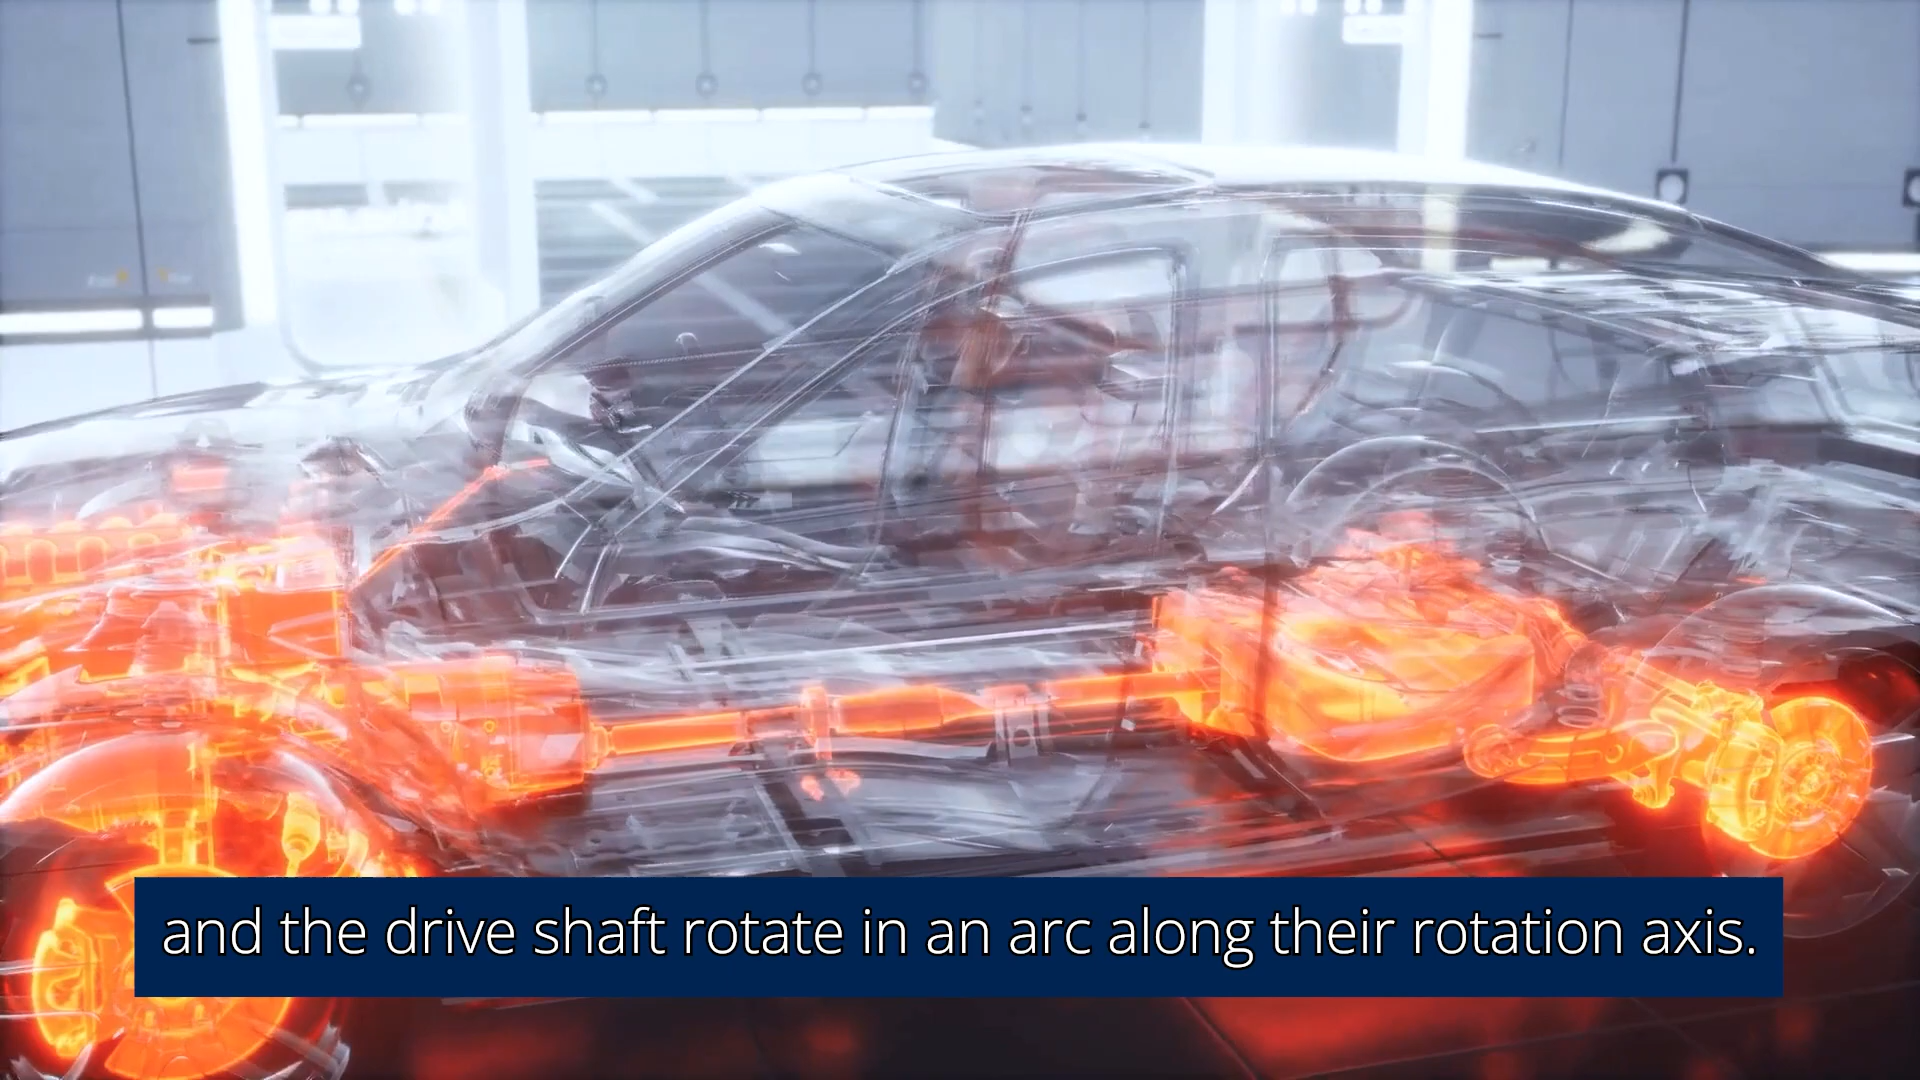 and the drive shaft rotate in an arc along their rotation axis.